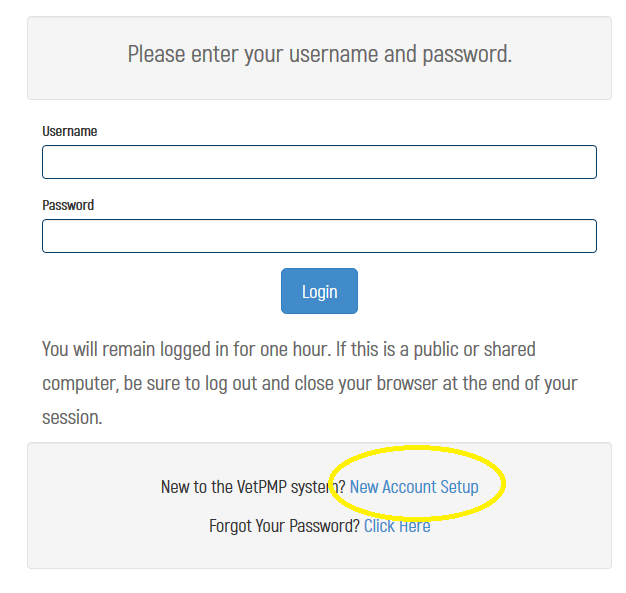 Please enter your username and password.
Username
Password
Login
You will remain logged in for one hour. If this is a public or shared
computer, be sure to log out and close your browser at the end of your
session.
New to the VetPMP system? New Account Setup
Forgot Your Password? Click Here